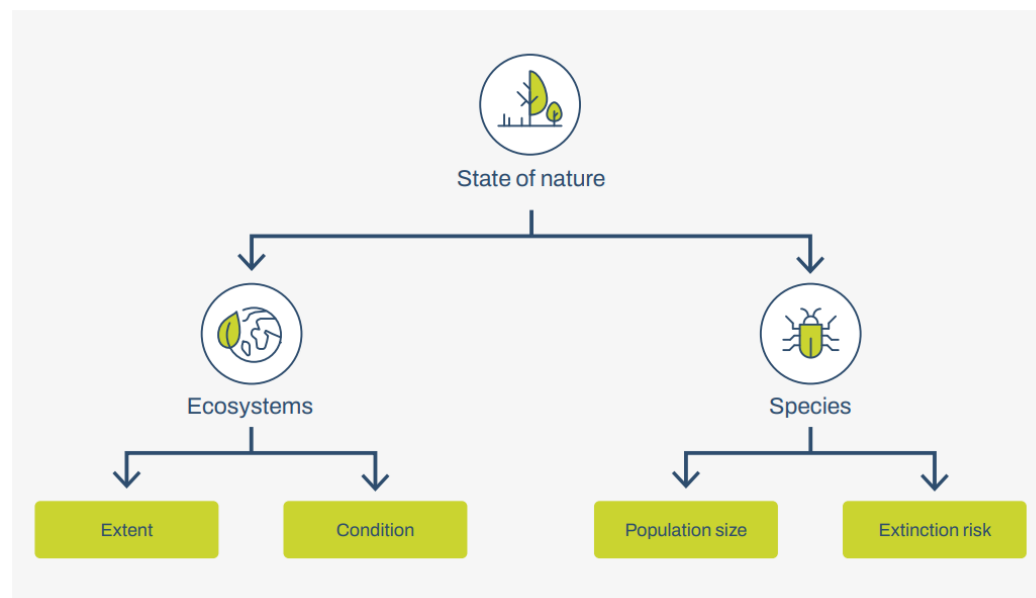 State of nature
Ecosystems
Species
Extent
Condition
Population size
Extinction risk